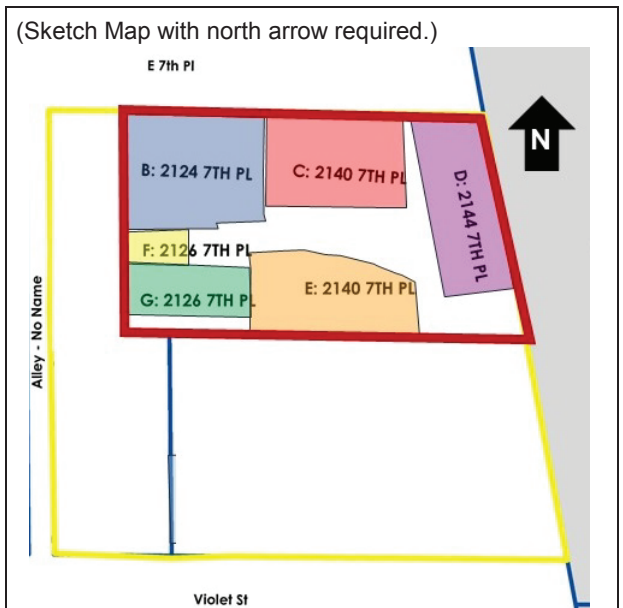 (Sketch Map with north arrow required.)
E 7th Pl
N
B: 2124 7TH PL
C: 2140 7TH PL
D: 2144 7TH PL
F: 2126 7TH PL
E: 2140 7TH PL
G: 2126 7TH PL
Alley - No Name
Violet St